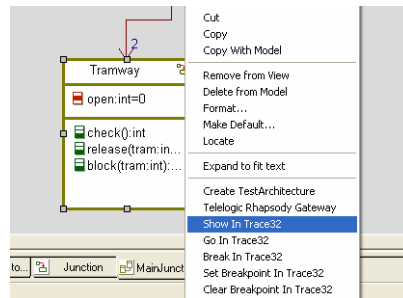 2
Tramway
open:int=0
check():int
release(tram:in...
block(tram:int):...
Cut
Copy
Copy With Model
Remove from View
Delete from Model
Format...
Make Default...
Locate
Expand to fit text
Create TestArchitecture
Telelogic Rhapsody Gateway
Show In Trace32
Go In Trace32
Break In Trace32
Set Breakpoint In Trace32
Clear Breakpoint In Trace32
to... Junction MainJunct